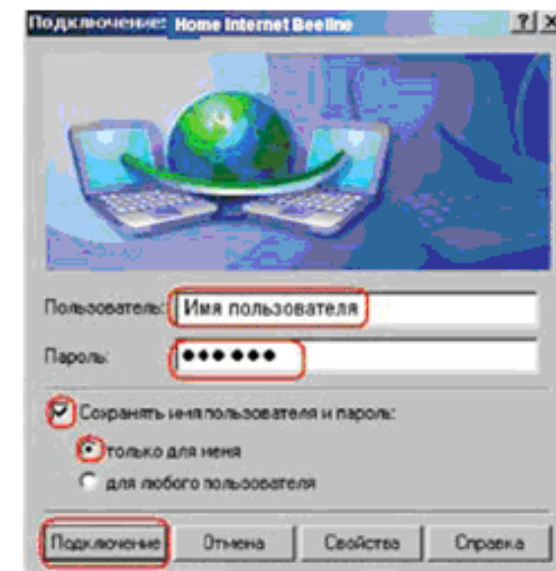 Подключение: Home Internet Beeline
Пользователь: Имя пользователя
Пароль: ●●●●●●
Сохранять имя пользователя и пароль:
только для меня
для любого пользователя
Подключение Отмена Свойства Справка